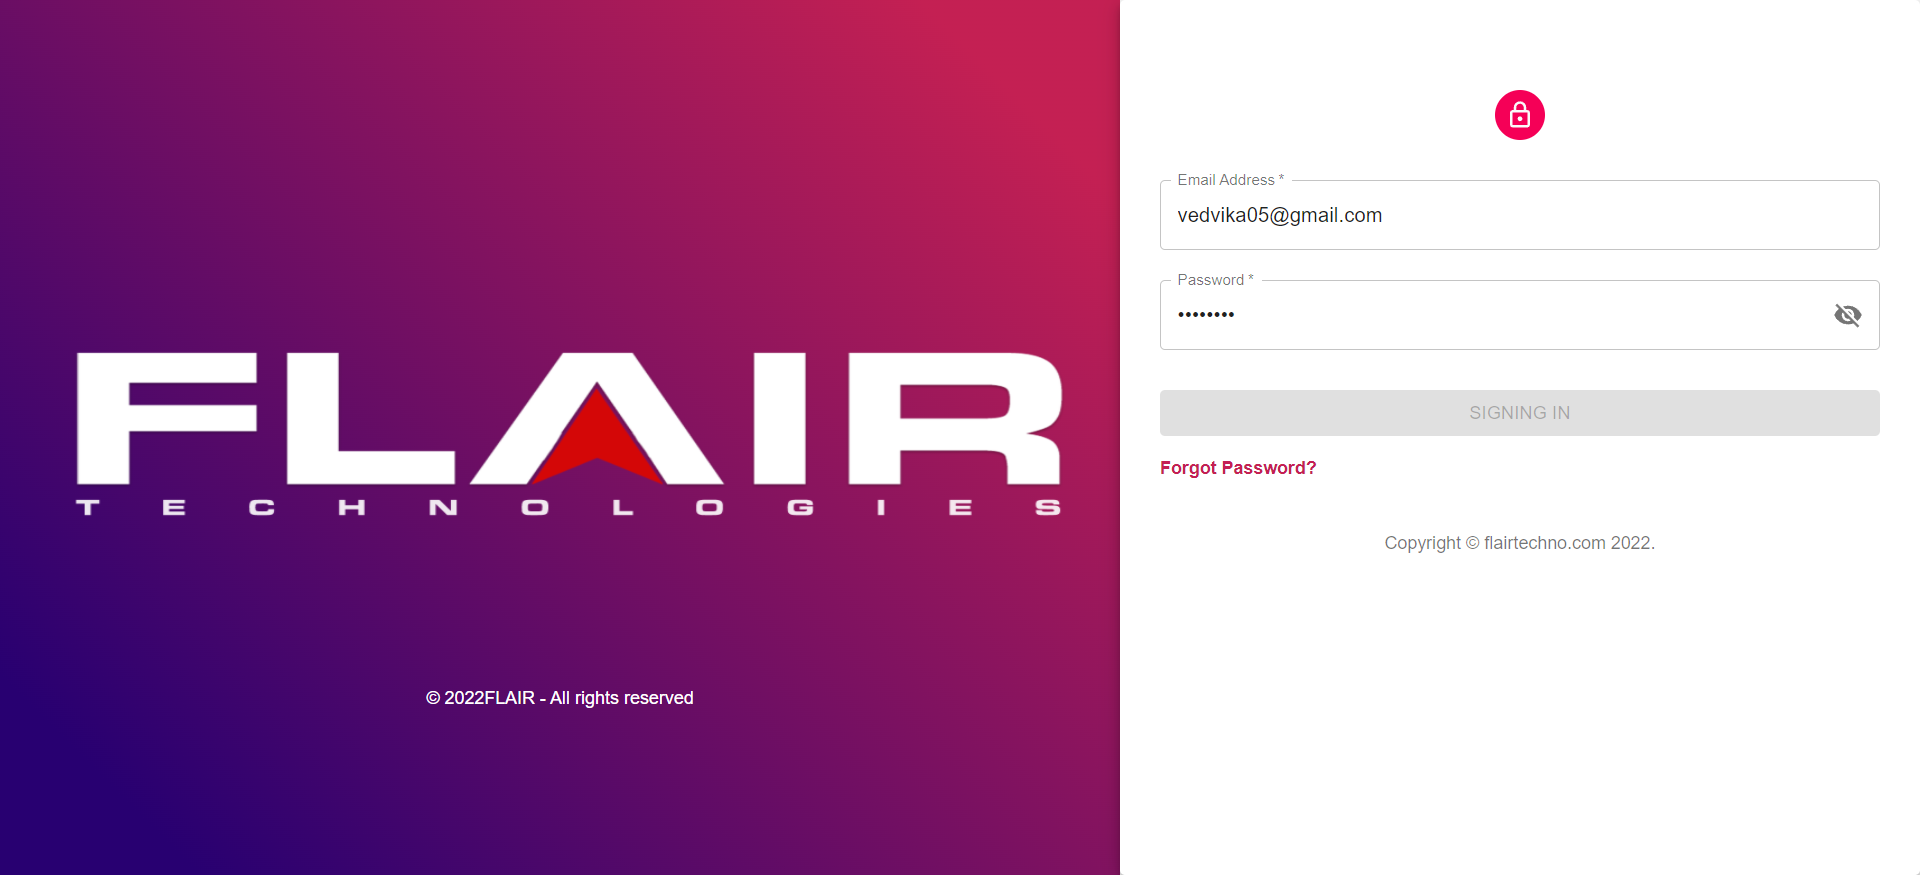 FLAIR
TECHNOLOGIES
© 2022FLAIR - All rights reserved
Email Address *
vedvika05@gmail.com
Password *
••••••••
SIGNING IN
Forgot Password?
Copyright © flairtechno.com 2022.